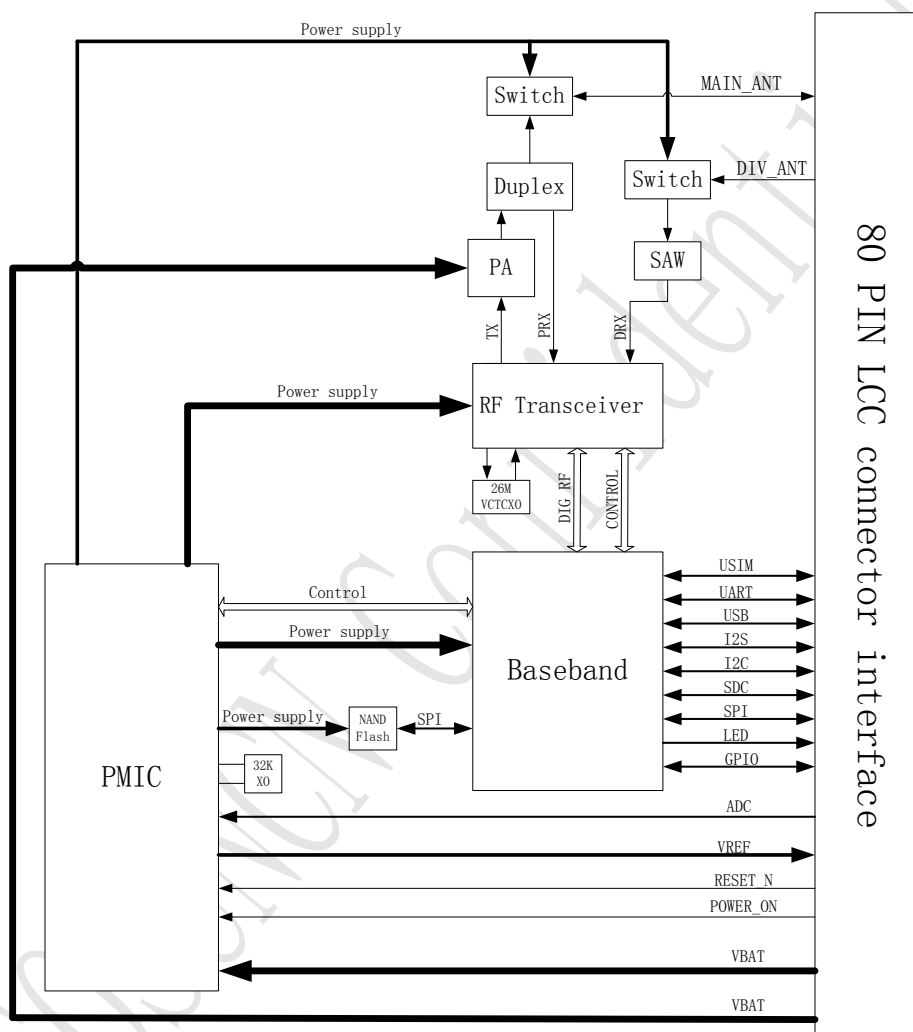 Power supply
Switch
MAIN_ANT
Duplex
Switch
DIV_ANT
PA
SAW
TX
PRX
DRX
Power supply
RF Transceiver
26M
VCTCXO
DIG_RF
CONTROL
80 PIN LCC connector interface
Control
Power supply
Baseband
USIM
UART
USB
I2S
I2C
SDC
SPI
LED
GPIO
Power supply
NAND
Flash
SPI
PMIC
32K
XO
ADC
VREF
RESET_N
POWER_ON
VBAT
VBAT